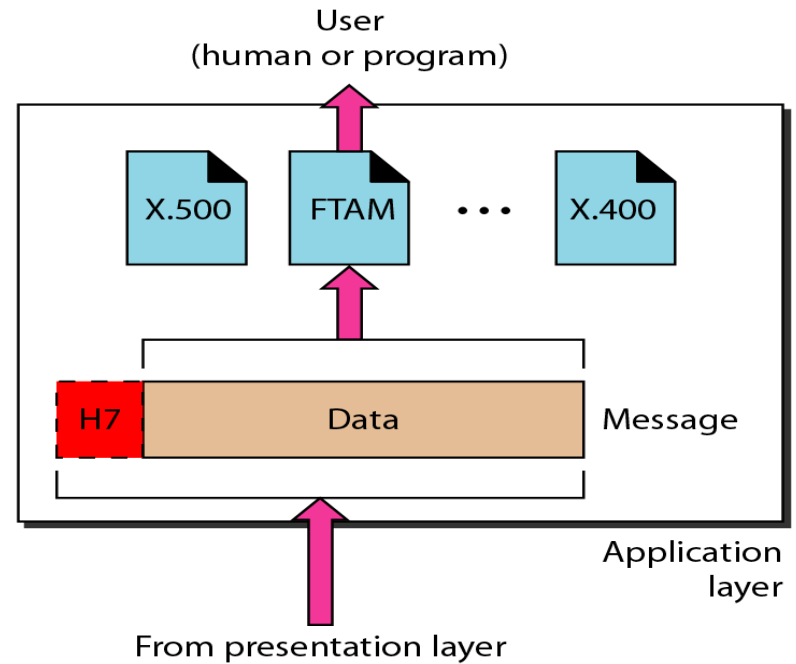 User
(human or program)
X.500
FTAM
...
X.400
H7
Data
Message
Application
layer
From presentation layer